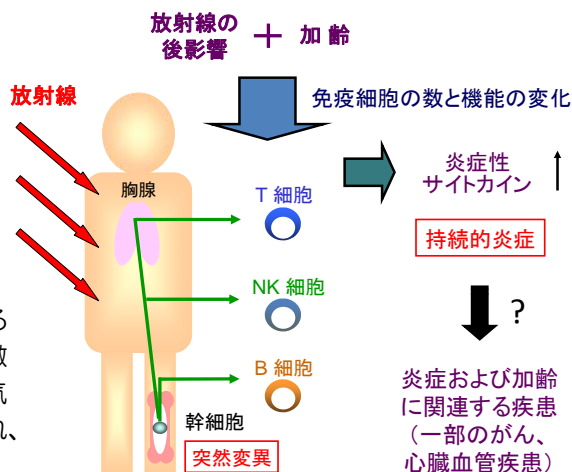 放射線の
後影響
＋ 加 齢
放射線
免疫細胞の数と機能の変化
胸腺
T 細胞
NK 細胞
B 細胞
幹細胞
突然変異
炎症性
サイトカイン
持続的炎症
?
炎症および加齢
に関連する疾患
（一部のがん、
心臓血管疾患）
る
気
れ、